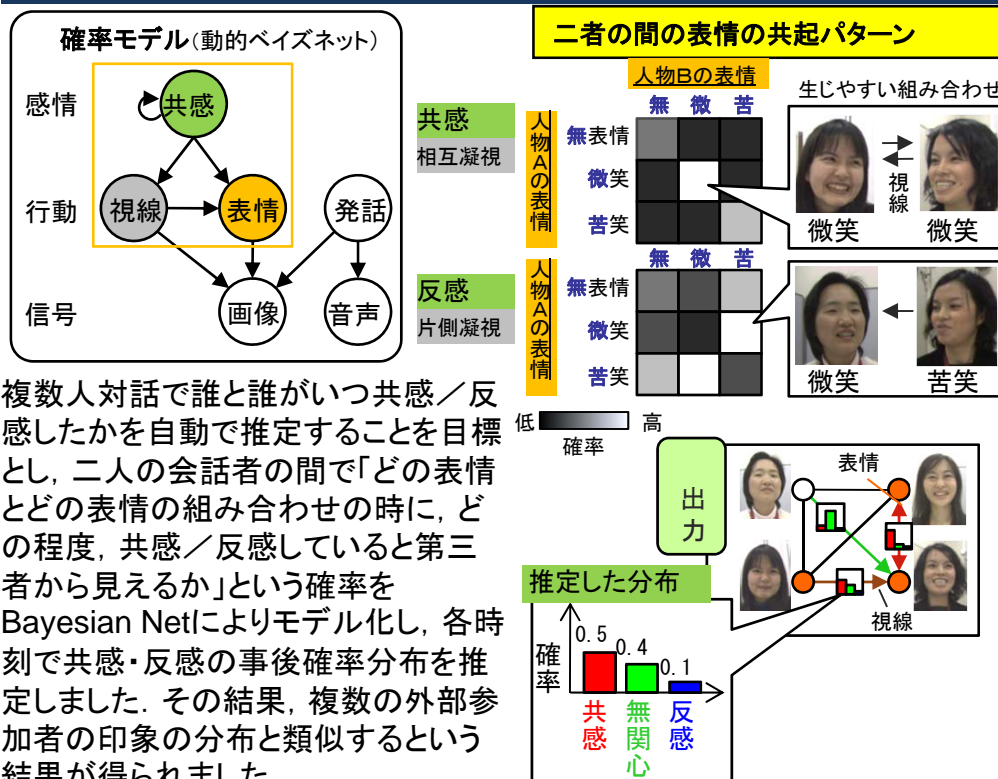 確率モデル(動的ベイズネット)
感情
共感
行動
視線
表情
発話
信号
画像
音声
二者の間の表情の共起パターン
人物Bの表情
生じやすい組み合わせ
無 微 苦
共感
相互凝視
人物Aの表情
無表情
微笑
苦笑
視線
微笑
微笑
無 微 苦
反感
片側凝視
人物Aの表情
無表情
微笑
苦笑
微笑
苦笑
低
高
確率
複数人対話で誰と誰がいつ共感/反
感したかを自動で推定することを目標
とし,二人の会話者の間で「どの表情
とどの表情の組み合わせの時に,ど
の程度,共感/反感していると第三
者から見えるか」という確率を
Bayesian Netによりモデル化し,各時
刻で共感・反感の事後確率分布を推
定しました.その結果,複数の外部参
加者の印象の分布と類似するという
結果が得られました
出力
表情
視線
推定した分布
確率
0.5
0.4
0.1
共感
無関心
反感